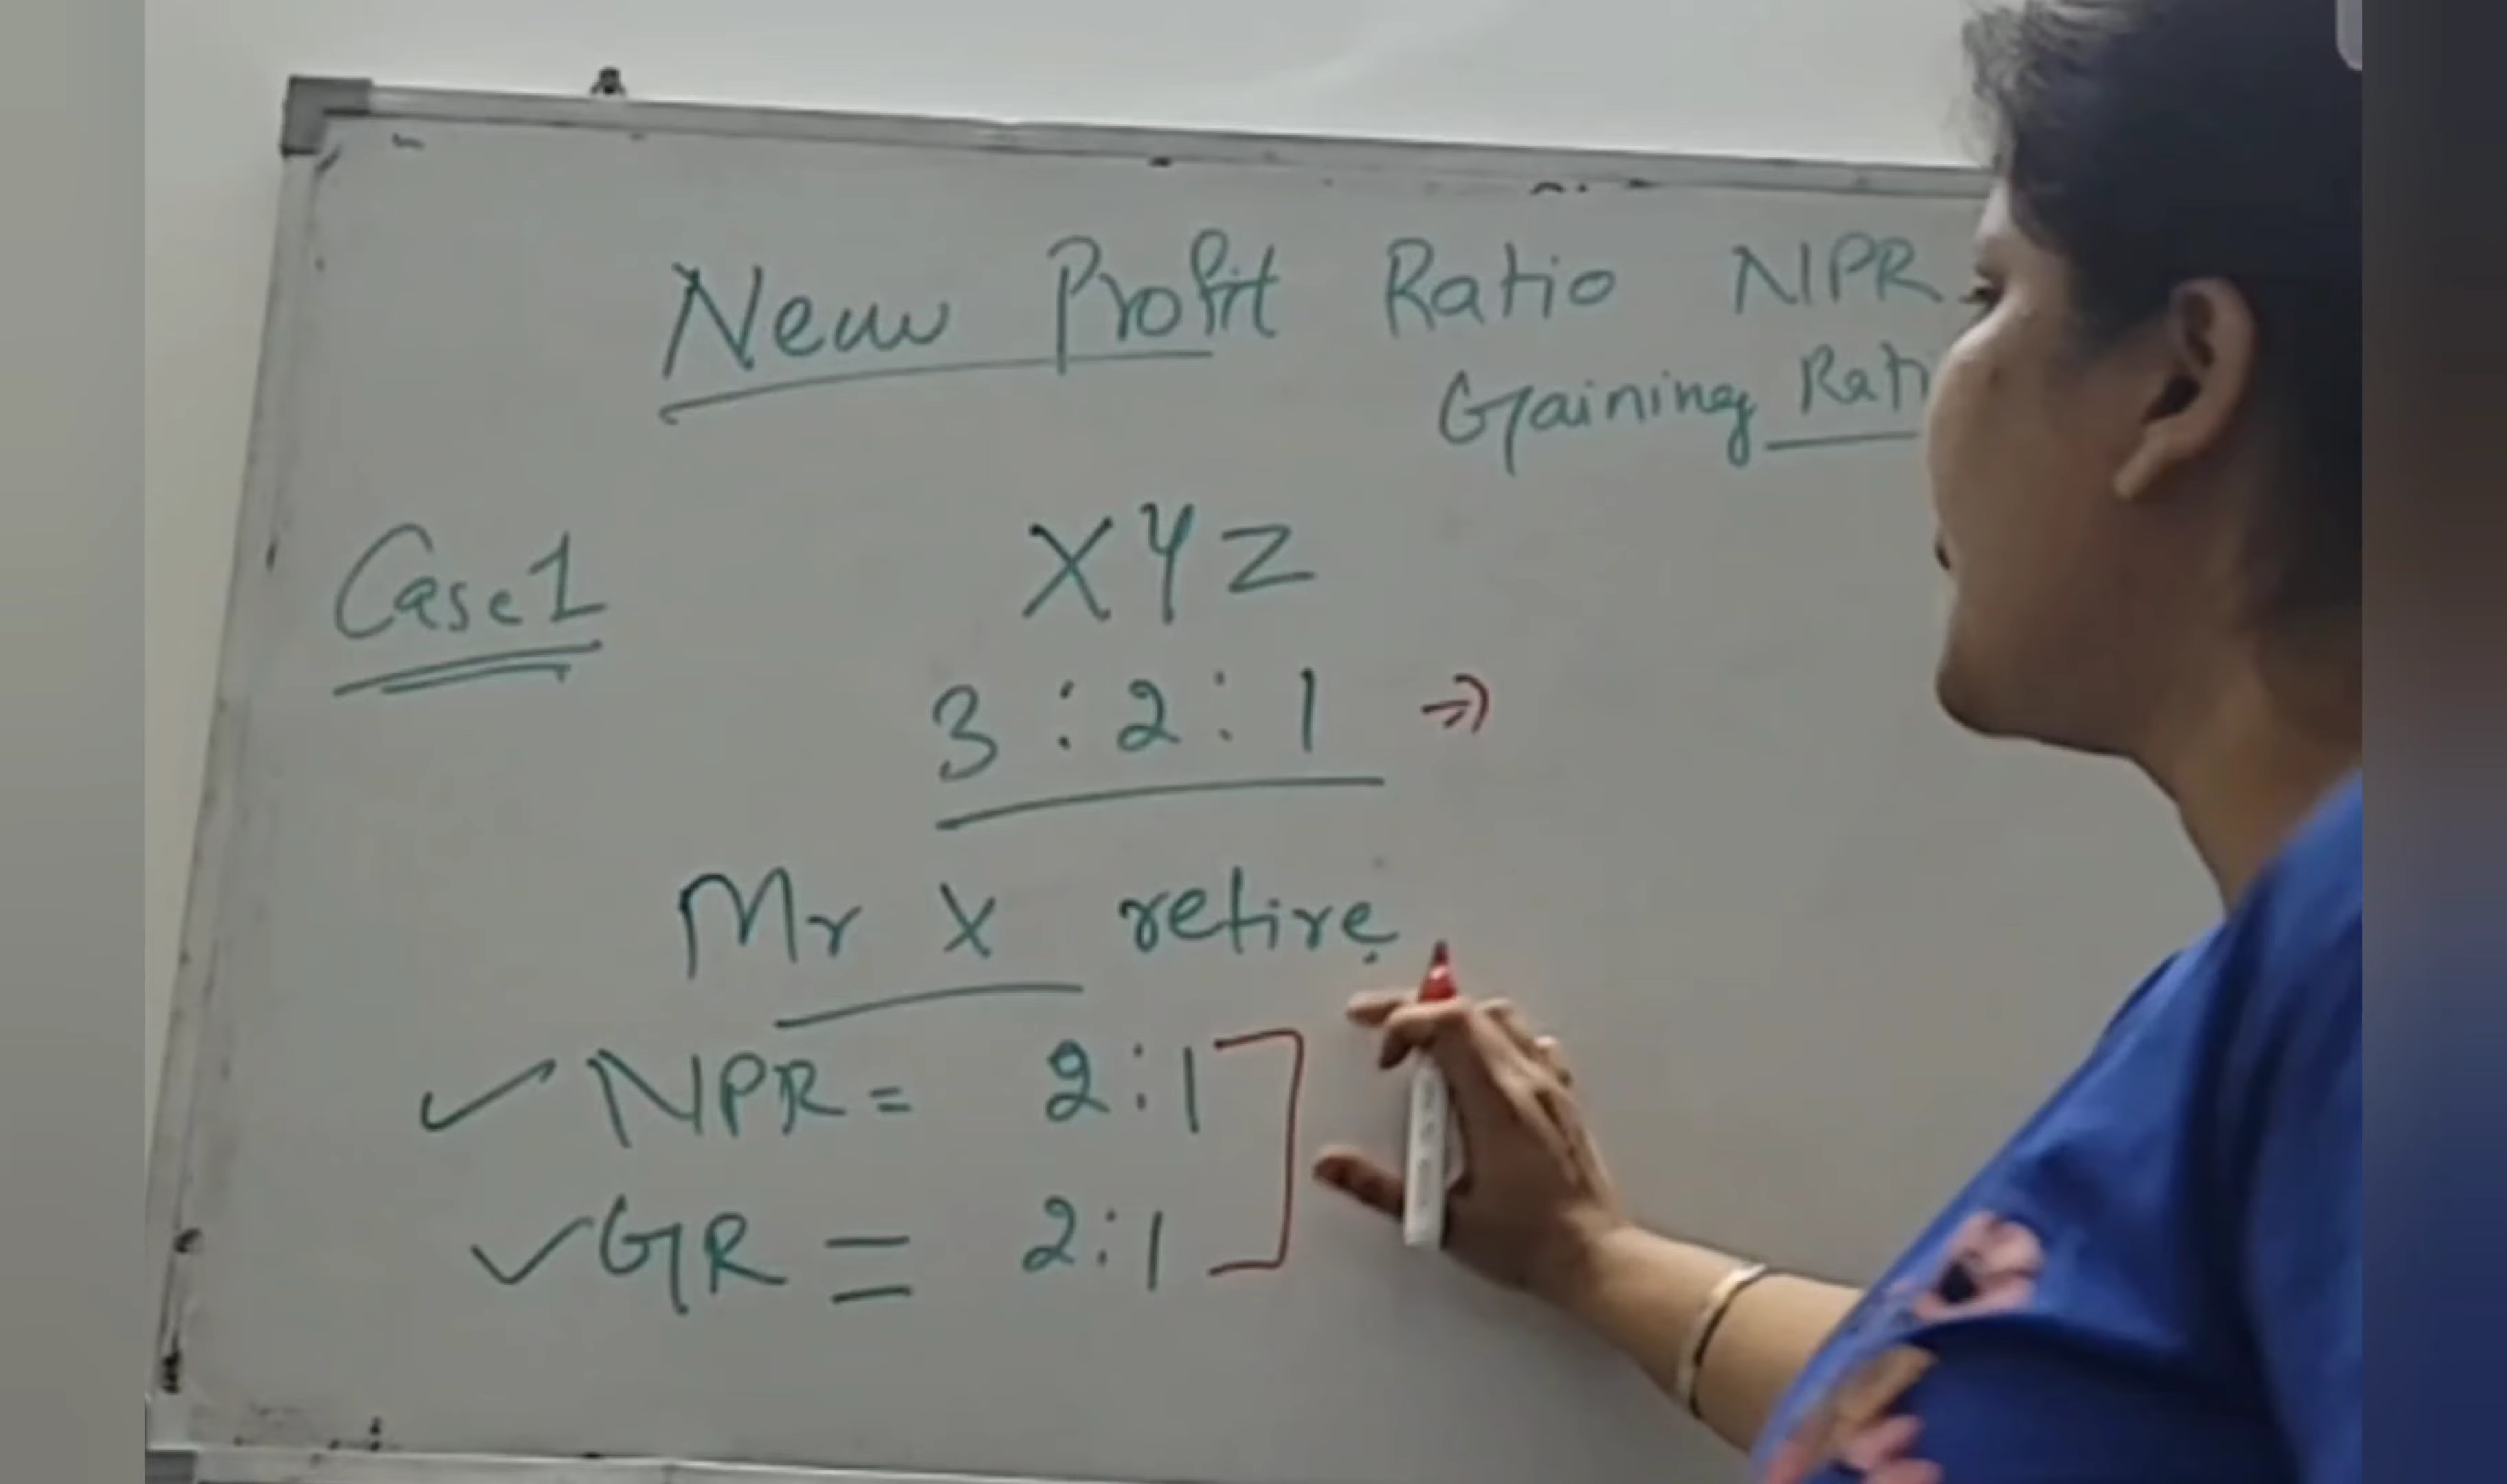 New Profit Ratio NPR
Gaining Rati
Case 1
X Y Z
3 : 2 : 1 ⇒
Mr X retire
✓ NPR = 2 : 1
✓ GR = 2 : 1